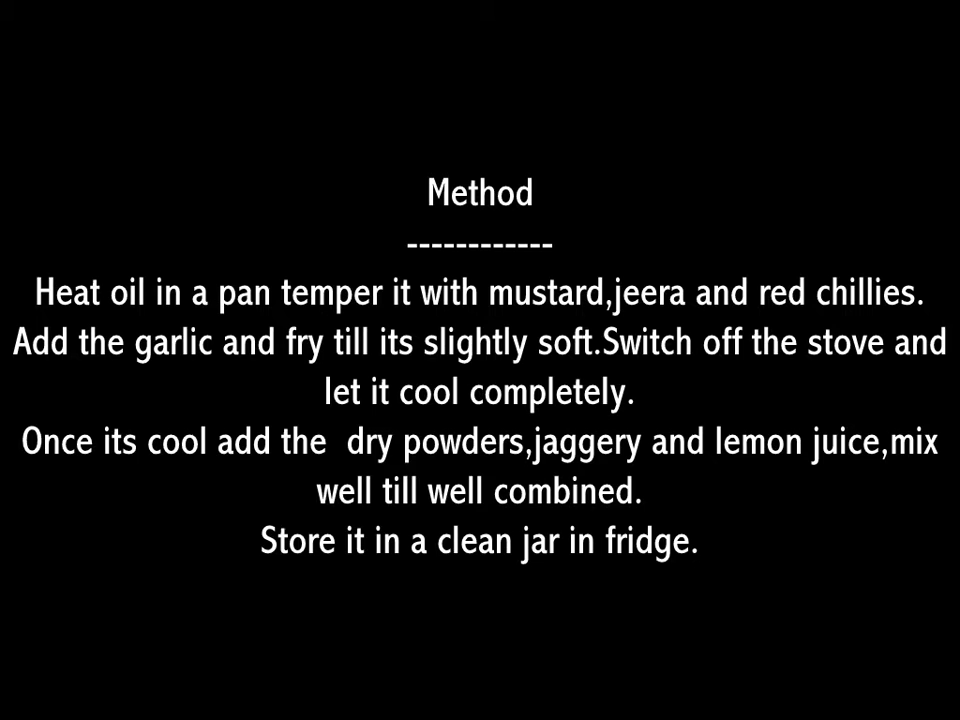 Method
------------
Heat oil in a pan temper it with mustard,jeera and red chillies.
Add the garlic and fry till its slightly soft.Switch off the stove and
let it cool completely.
Once its cool add the  dry powders,jaggery and lemon juice,mix
well till well combined.
Store it in a clean jar in fridge.